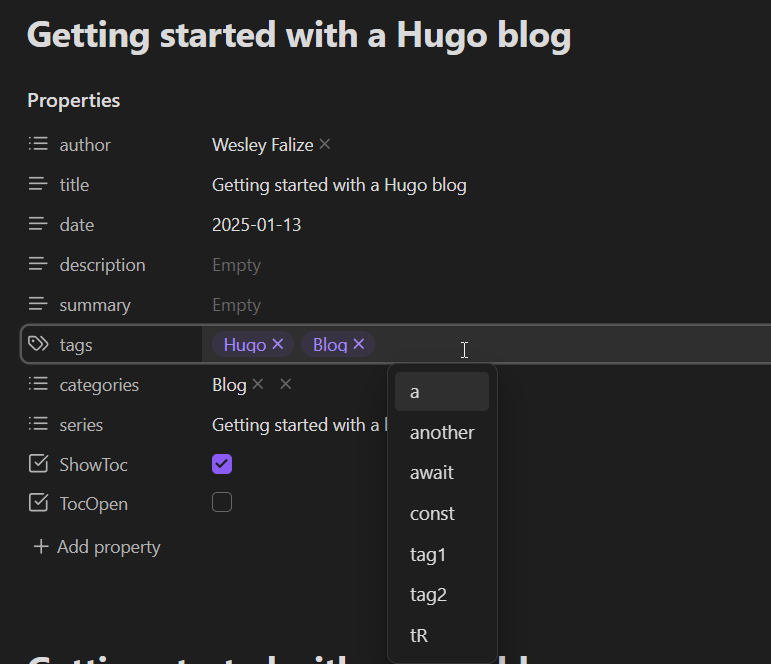 Getting started with a Hugo blog
Properties
author Wesley Falize
title Getting started with a Hugo blog
date 2025-01-13
description Empty
summary Empty
tags Hugo Blog
a
categories Blog
another
series Getting started with a
await
ShowToc
const
TocOpen
tag1
Add property
tag2
tR